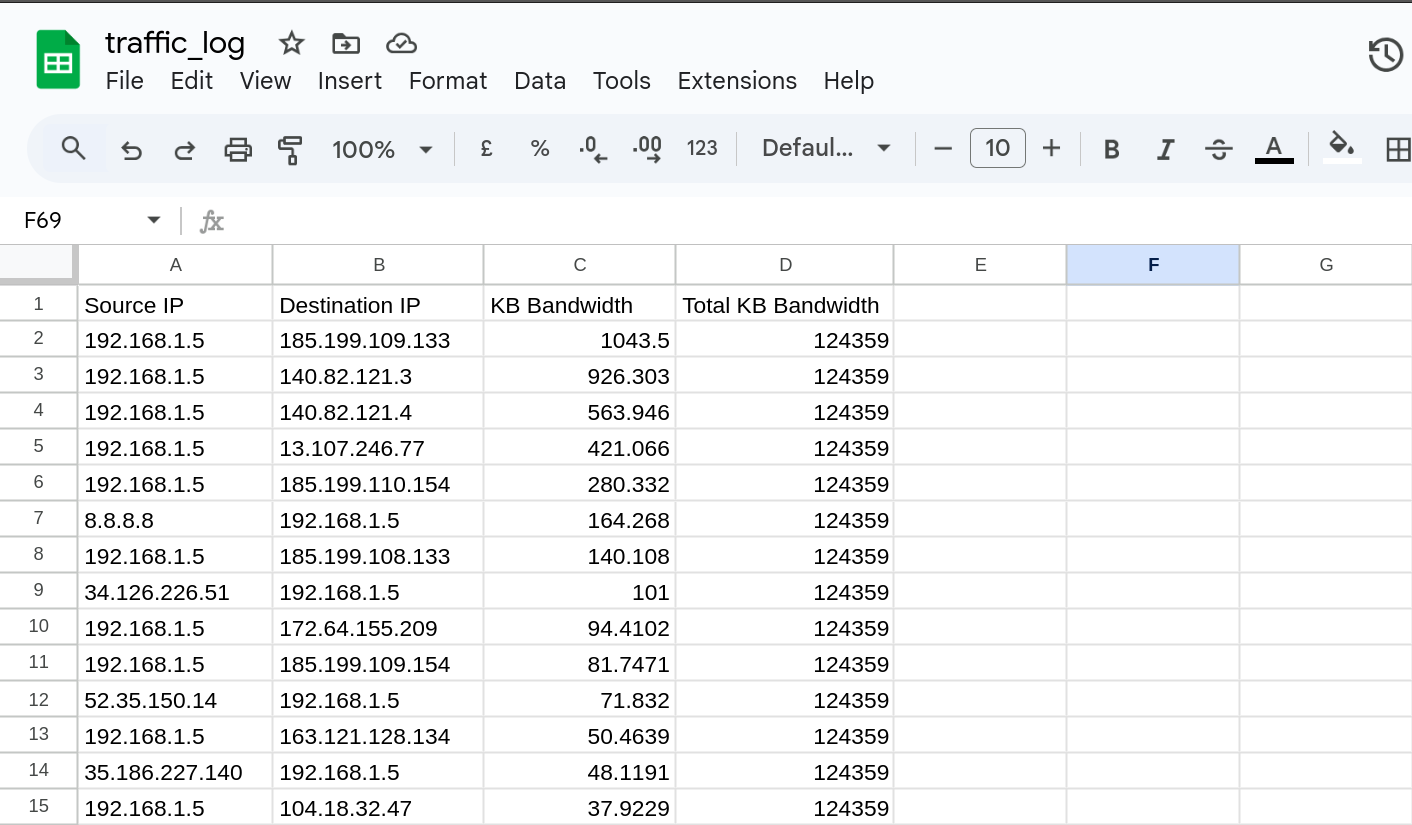 traffic_log
File Edit View Insert Format Data Tools Extensions Help
100% £ % .0 .00 123 Defaul... 10 B I S A
F69 fx
A B C D E F G
1 Source IP Destination IP KB Bandwidth Total KB Bandwidth
2 192.168.1.5 185.199.109.133 1043.5 124359
3 192.168.1.5 140.82.121.3 926.303 124359
4 192.168.1.5 140.82.121.4 563.946 124359
5 192.168.1.5 13.107.246.77 421.066 124359
6 192.168.1.5 185.199.110.154 280.332 124359
7 8.8.8.8 192.168.1.5 164.268 124359
8 192.168.1.5 185.199.108.133 140.108 124359
9 34.126.226.51 192.168.1.5 101 124359
10 192.168.1.5 172.64.155.209 94.4102 124359
11 192.168.1.5 185.199.109.154 81.7471 124359
12 52.35.150.14 192.168.1.5 71.832 124359
13 192.168.1.5 163.121.128.134 50.4639 124359
14 35.186.227.140 192.168.1.5 48.1191 124359
15 192.168.1.5 104.18.32.47 37.9229 124359